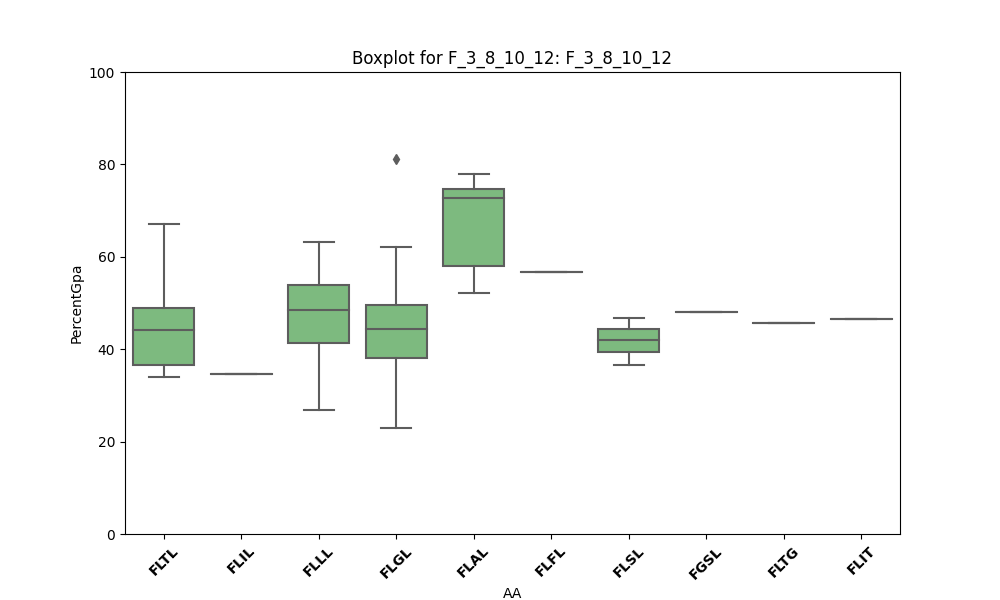 Boxplot for F_3_8_10_12: F_3_8_10_12
100
80
60
40
20
0
PercentGpa
FLTL
FLIL
FLLL
FLGL
FLAL
FLFL
FLSL
FGSL
FLTG
FLIT
AA